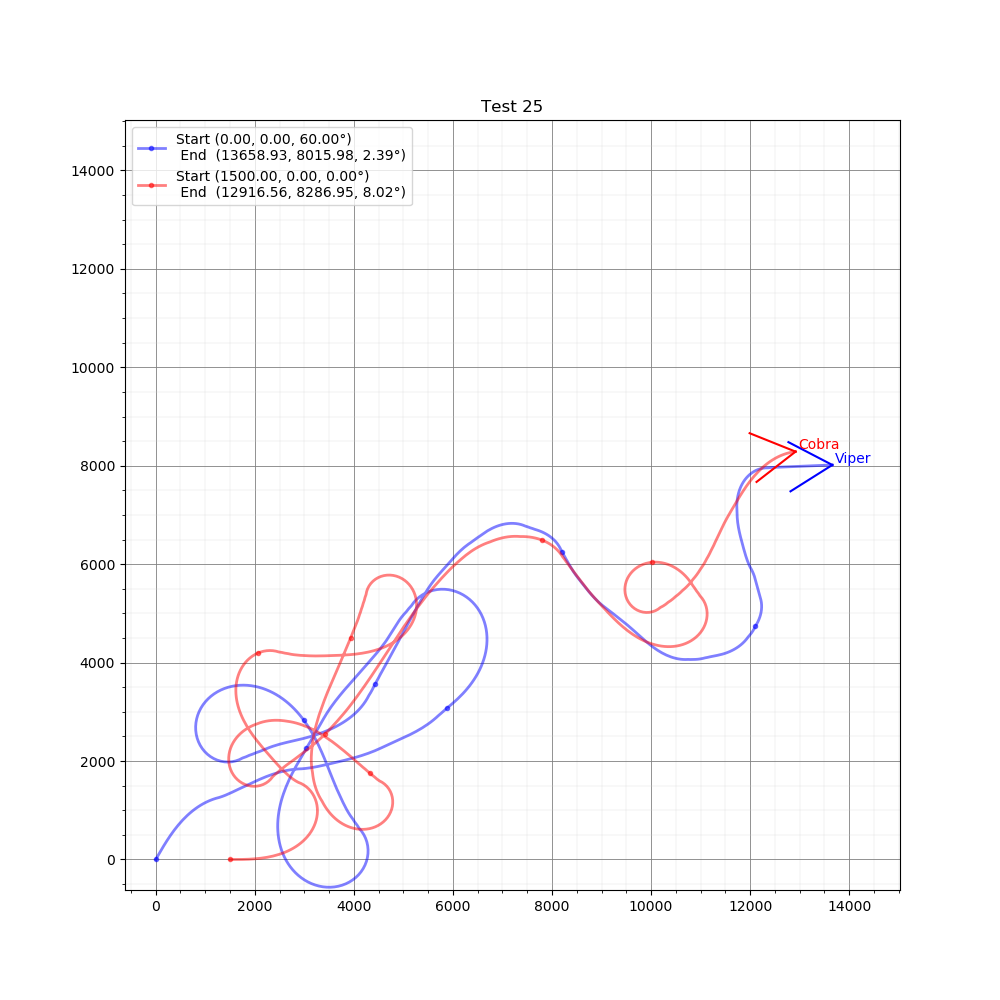 Test 25
Start (0.00, 0.00, 60.00°)
End (13658.93, 8015.98, 2.39°)
Start (1500.00, 0.00, 0.00°)
End (12916.56, 8286.95, 8.02°)
14000
12000
10000
8000
6000
4000
2000
0
Cobra
Viper
0 2000 4000 6000 8000 10000 12000 14000